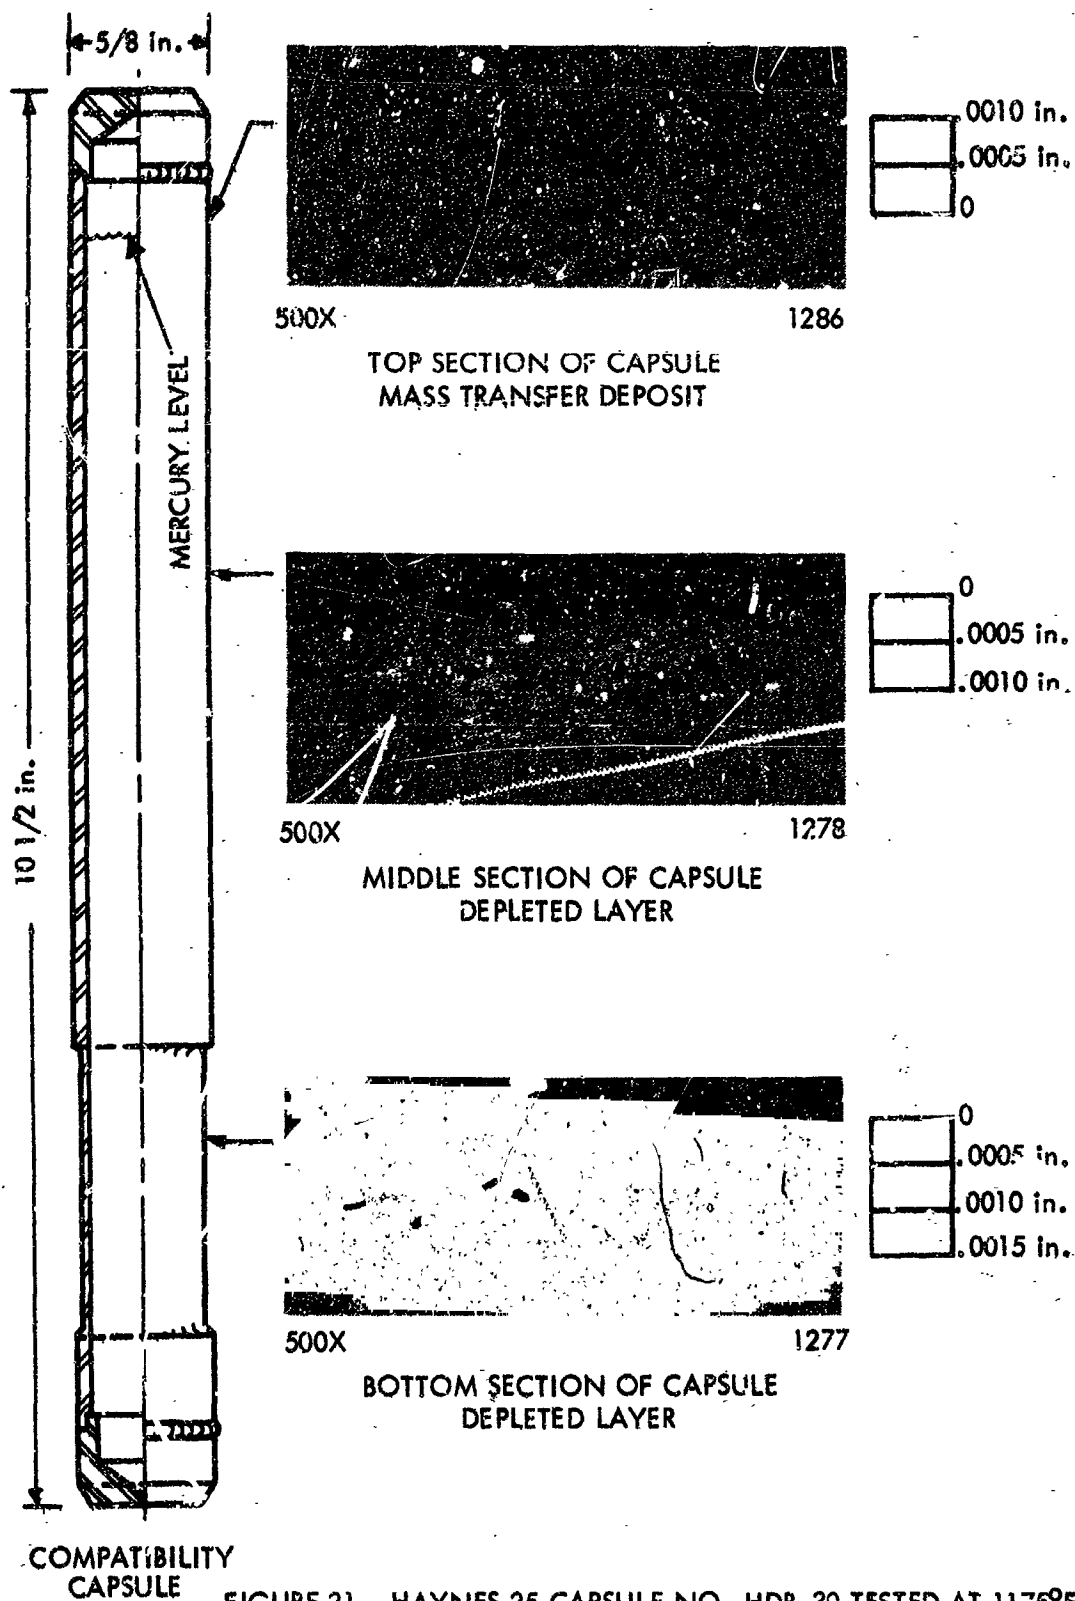 5/8 in.
.0010 in.
.0005 in.
0
500X
1286
TOP SECTION OF CAPSULE
MASS TRANSFER DEPOSIT
MERCURY LEVEL
10 1/2 in.
0
.0005 in.
.0010 in.
500X
1278
MIDDLE SECTION OF CAPSULE
DEPLETED LAYER
0
.0005 in.
.0010 in.
.0015 in.
500X
1277
BOTTOM SECTION OF CAPSULE
DEPLETED LAYER
COMPATIBILITY
CAPSULE
HAYNES 25 CAPSULE NO. TESTED AT